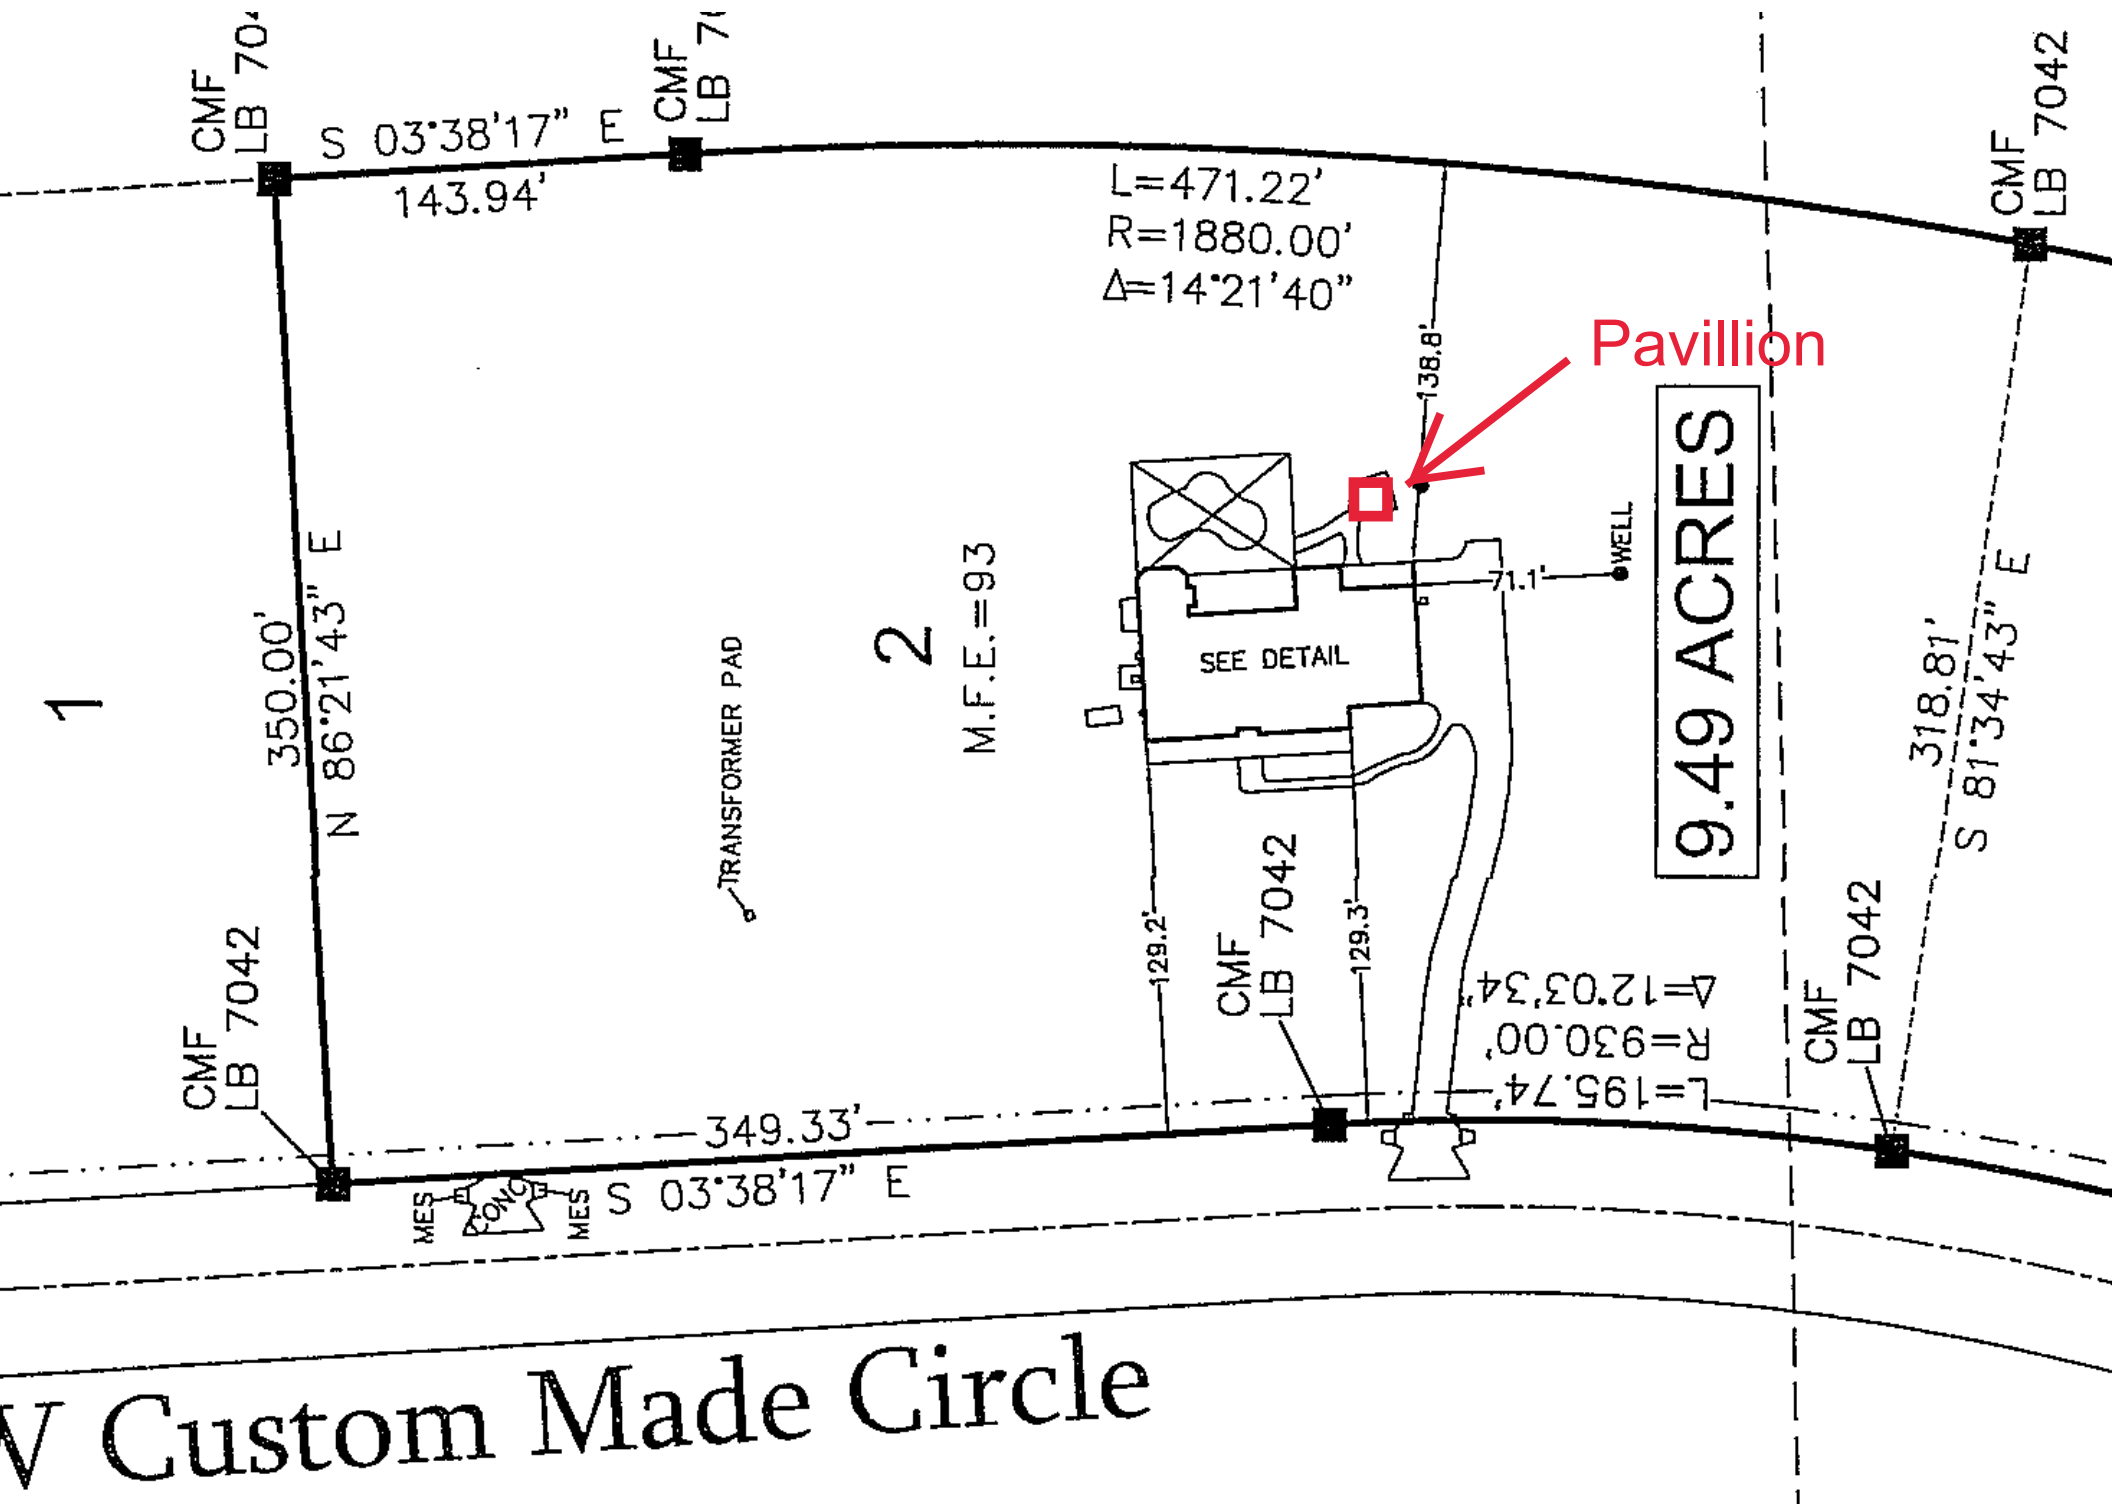 CMF
LB 704
CMF
LB 70
S 03°38'17" E
143.94'
L=471.22'
R=1880.00'
Δ=14°21'40"
CMF
LB 7042
138.8'
Pavillion
350.00'
N 86°21'43" E
1
TRANSFORMER PAD
2
M.F.E.=93
SEE DETAIL
71.1'
WELL
9.49 ACRES
318.81'
S 81°34'43" E
CMF
LB 7042
129.2'
CMF
LB 7042
129.3'
Δ=12°03'34"
R=930.00'
L=195.74'
CMF
LB 7042
349.33'
S 03°38'17" E
MES
CONC
MES
Custom Made Circle